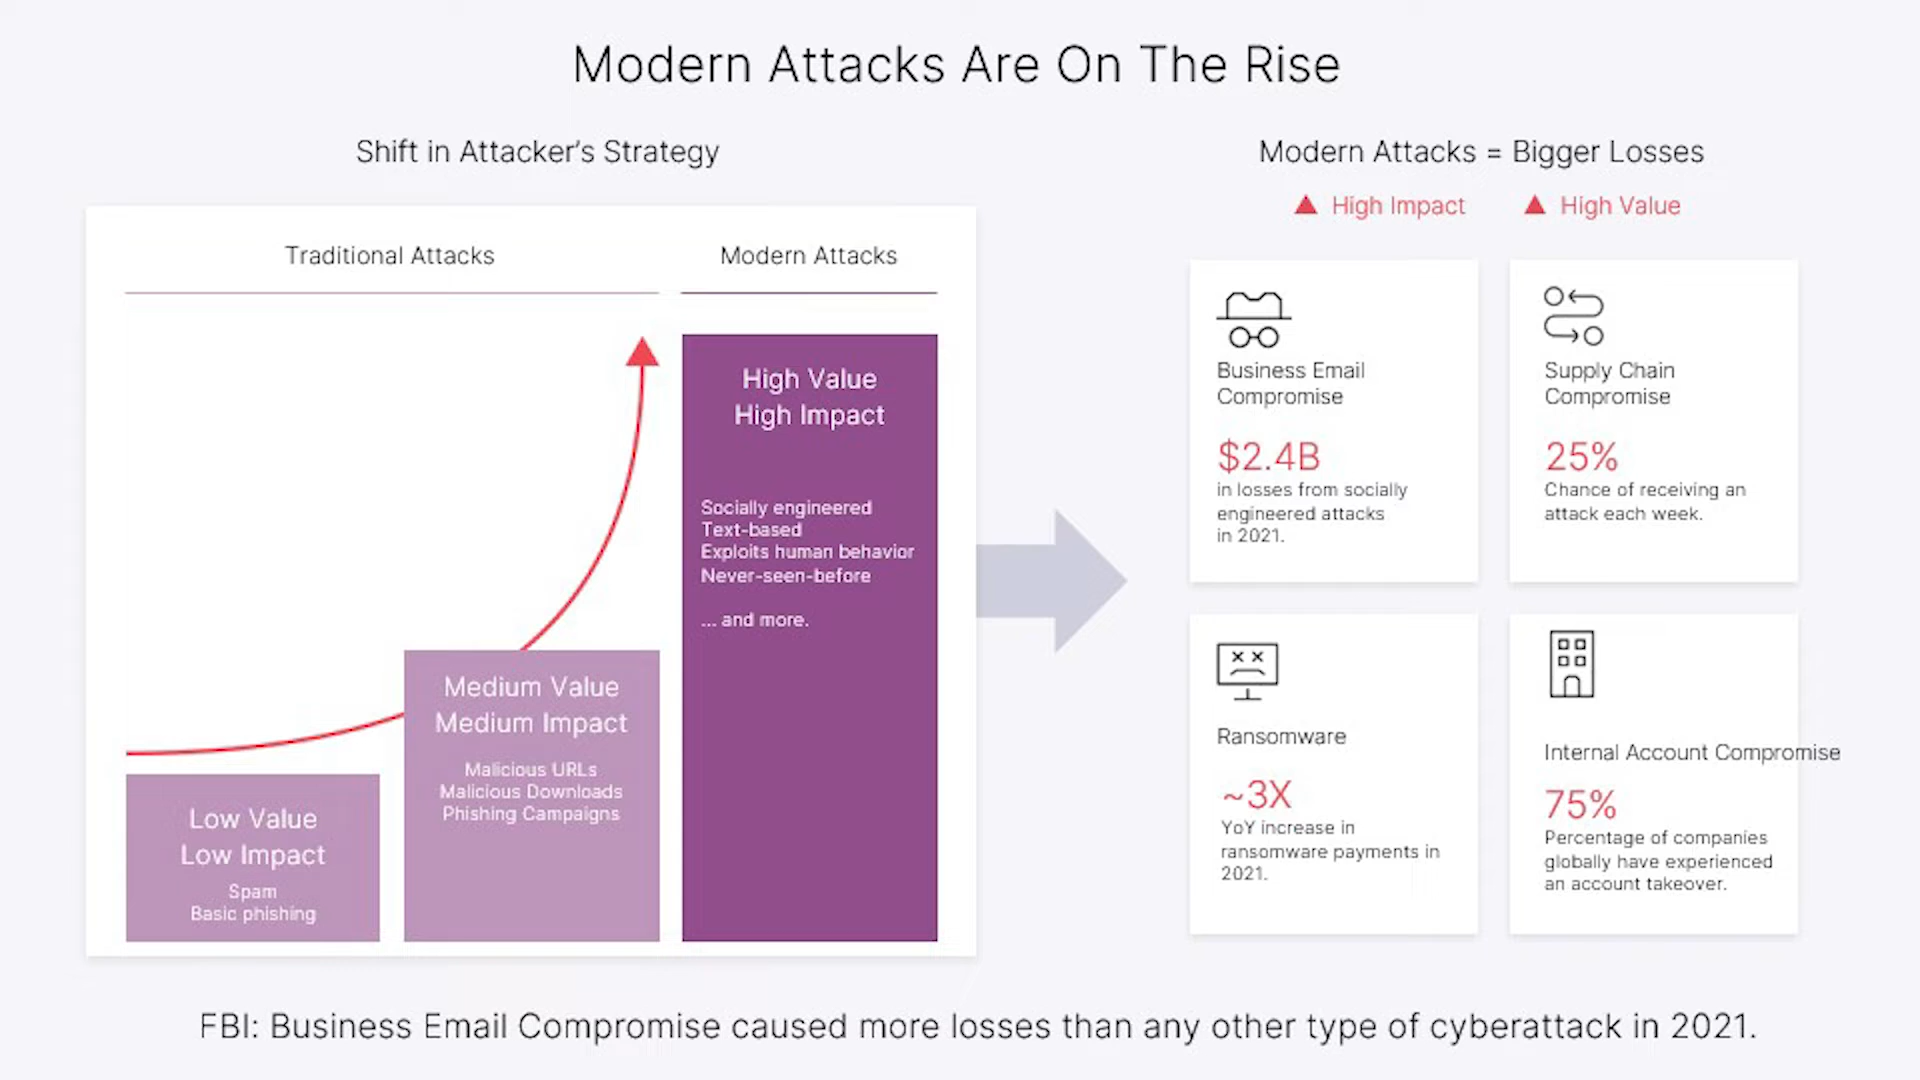 Modern Attacks Are On The Rise
Shift in Attacker's Strategy
Traditional Attacks
Modern Attacks
Low Value
Low Impact
Spam
Basic phishing
Medium Value
Medium Impact
Malicious URLs
Malicious Downloads
Phishing Campaigns
High Value
High Impact
Socially engineered
Text-based
Exploits human behavior
Never-seen-before
... and more.
Modern Attacks = Bigger Losses
High Impact
High Value
Business Email
Compromise
$2.4B
in losses from socially
engineered attacks
in 2021.
Supply Chain
Compromise
25%
Chance of receiving an
attack each week.
Ransomware
~3X
YoY increase in
ransomware payments in
2021.
Internal Account Compromise
75%
Percentage of companies
globally have experienced
an account takeover.
FBI: Business Email Compromise caused more losses than any other type of cyberattack in 2021.